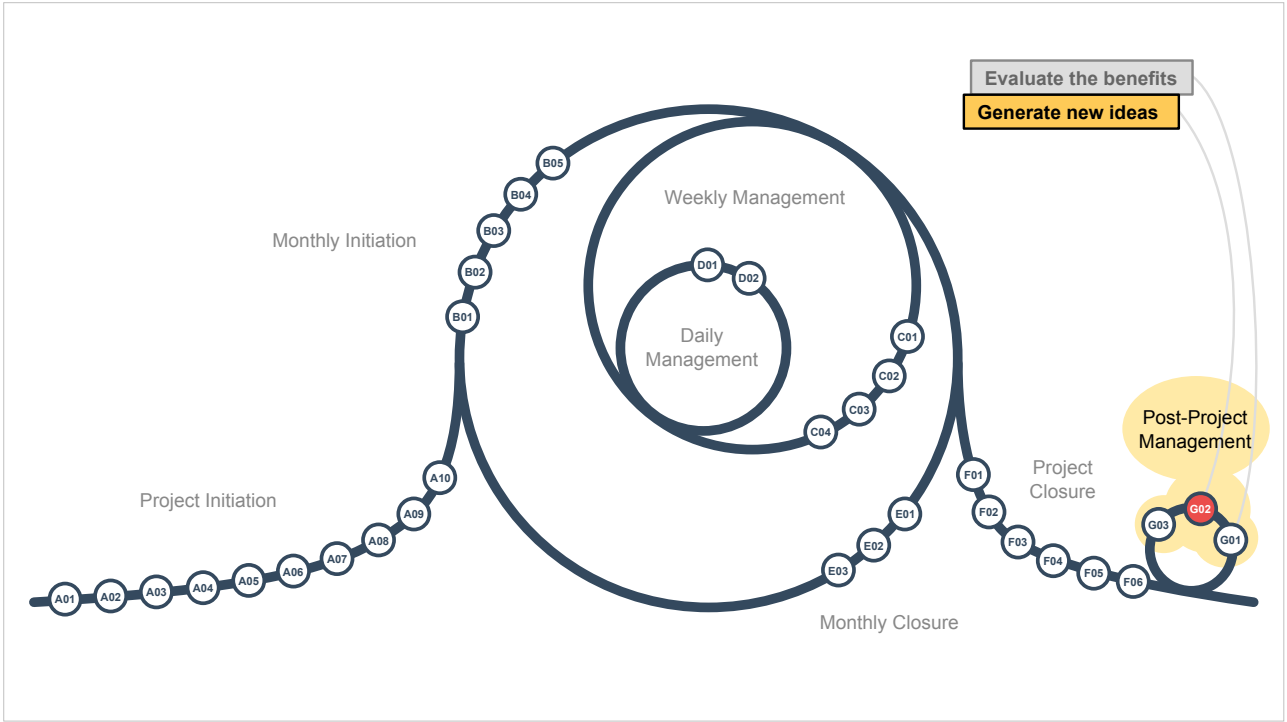 Evaluate the benefits
Generate new ideas
B05
B04
Weekly Management
B03
Monthly Initiation
D01
D02
B02
B01
C01
Daily
Management
C02
C03
C04
Post-Project
Management
Project
Closure
F01
A10
Project Initiation
G02
F02
E01
A09
G03
G01
A08
F03
E02
A07
F04
A06
E03
F05
A05
F06
A04
A03
A02
A01
Monthly Closure